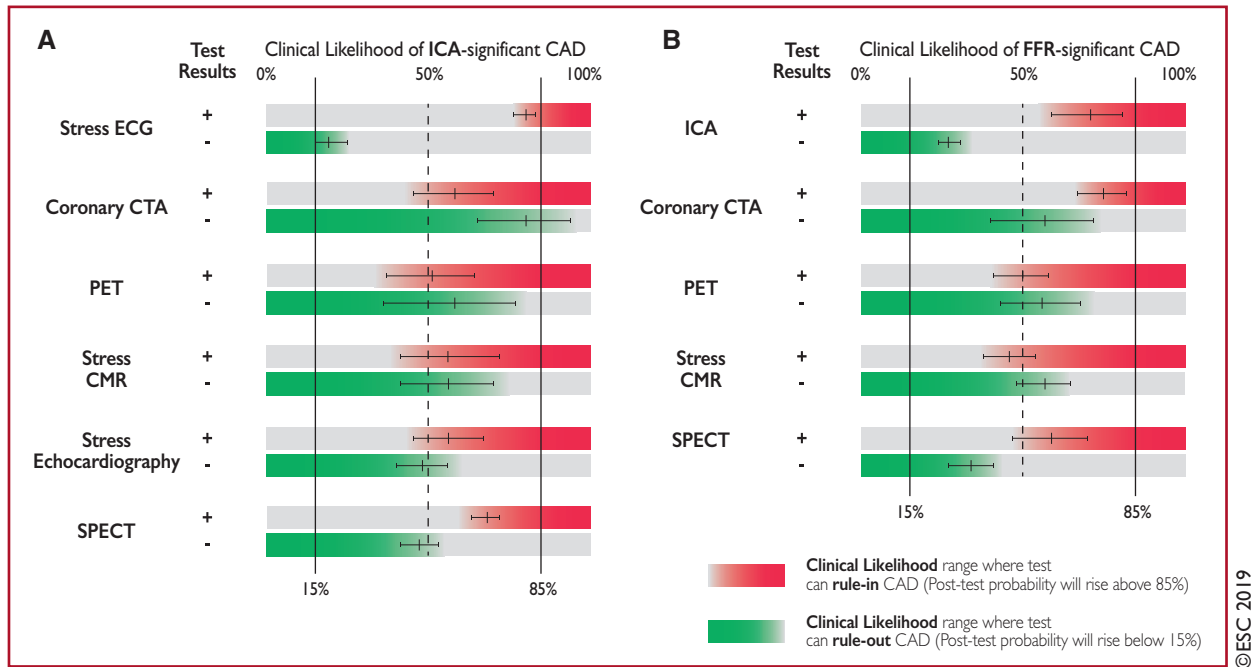 A
Test
Results
Clinical Likelihood of ICA-significant CAD
0% 50% 100%
Stress ECG
+
-
Coronary CTA
+
-
PET
+
-
Stress
CMR
+
-
Stress
Echocardiography
+
-
SPECT
+
-
15% 85%
B
Test
Results
Clinical Likelihood of FFR-significant CAD
0% 50% 100%
ICA
+
-
Coronary CTA
+
-
PET
+
-
Stress
CMR
+
-
SPECT
+
-
15% 85%
Clinical Likelihood range where test
can rule-in CAD (Post-test probability will rise above 85%)
Clinical Likelihood range where test
can rule-out CAD (Post-test probability will rise below 15%)
©ESC 2019